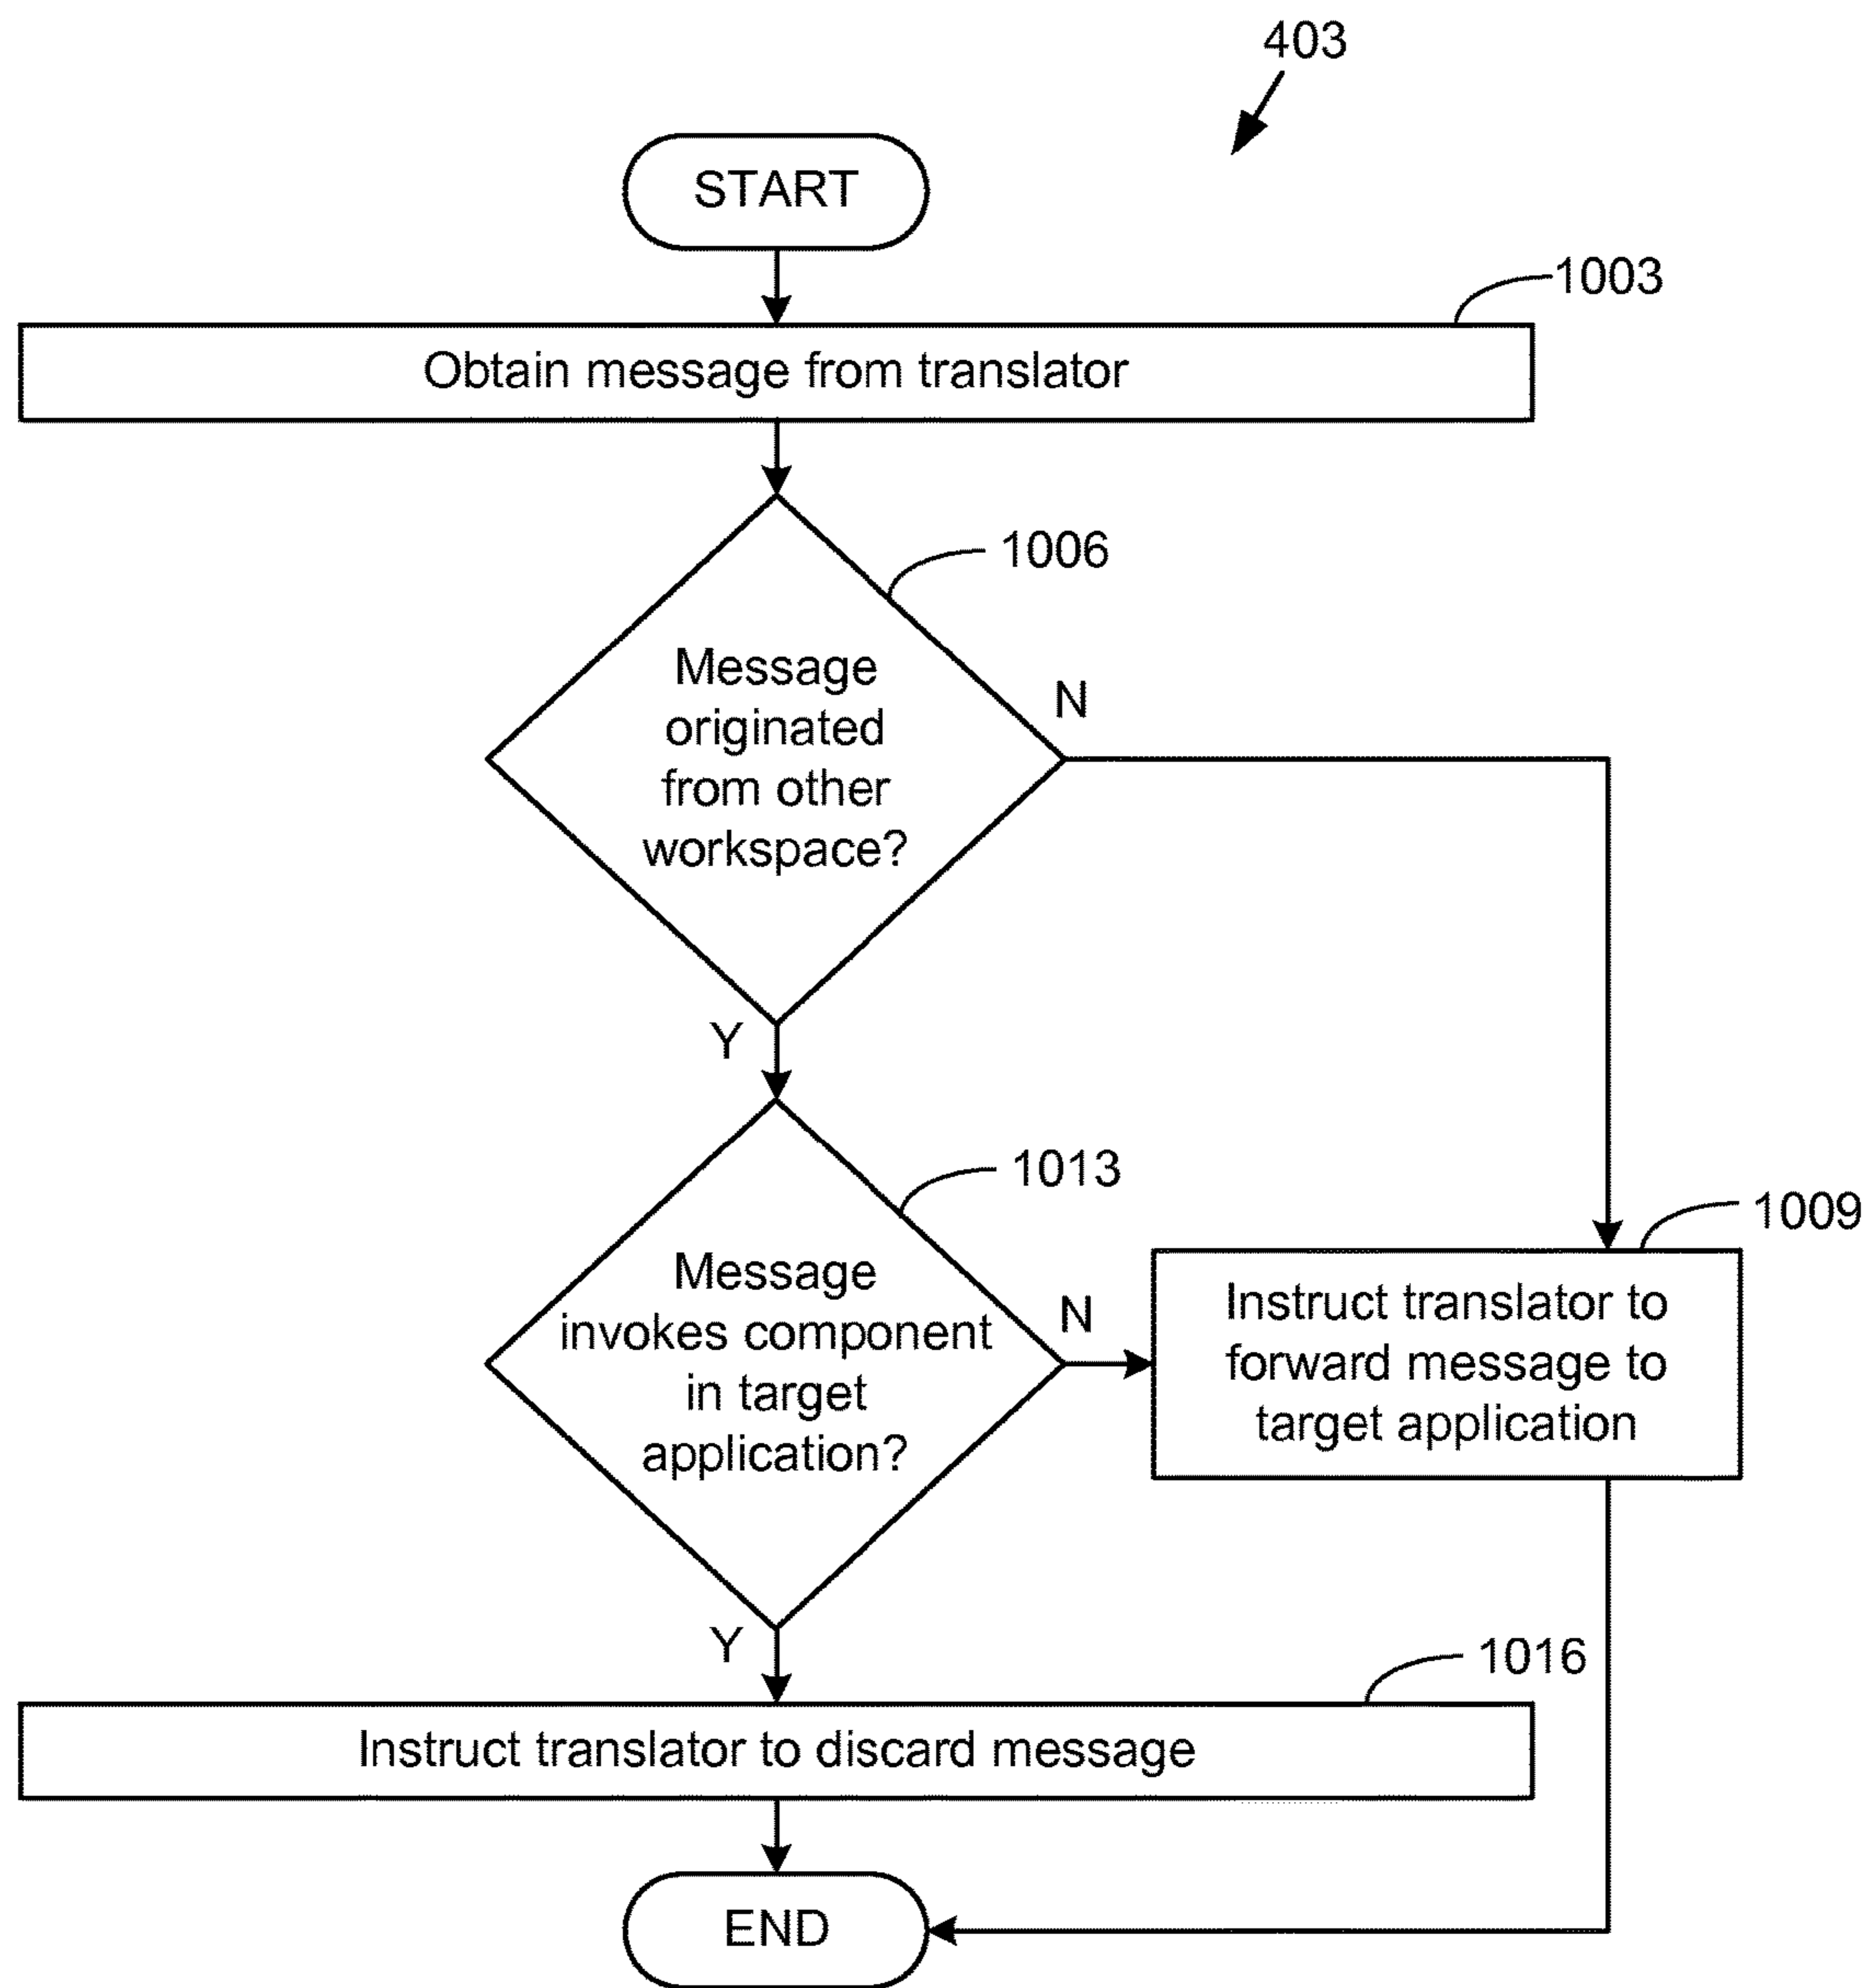 403
START
1003
Obtain message from translator
1006
Message
originated
from other
workspace?
N
Y
1013
Message
invokes component
in target
application?
N
1009
Instruct translator to
forward message to
target application
Y
1016
Instruct translator to discard message
END